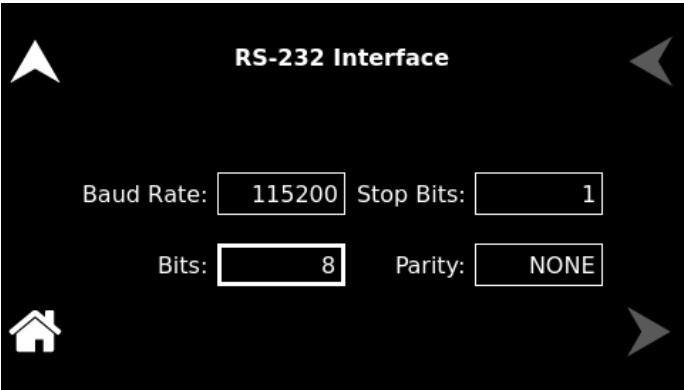 RS-232 Interface
Baud Rate: 115200 Stop Bits: 1
Bits: 8 Parity: NONE